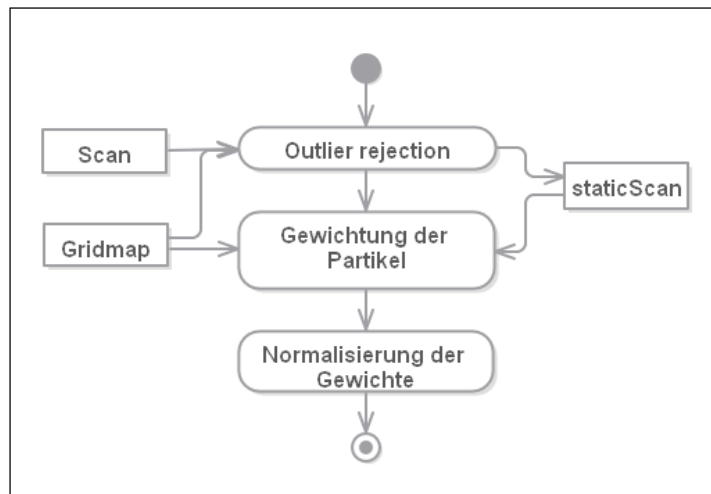 Scan
Outlier rejection
staticScan
Gridmap
Gewichtung der
Partikel
Normalisierung der
Gewichte